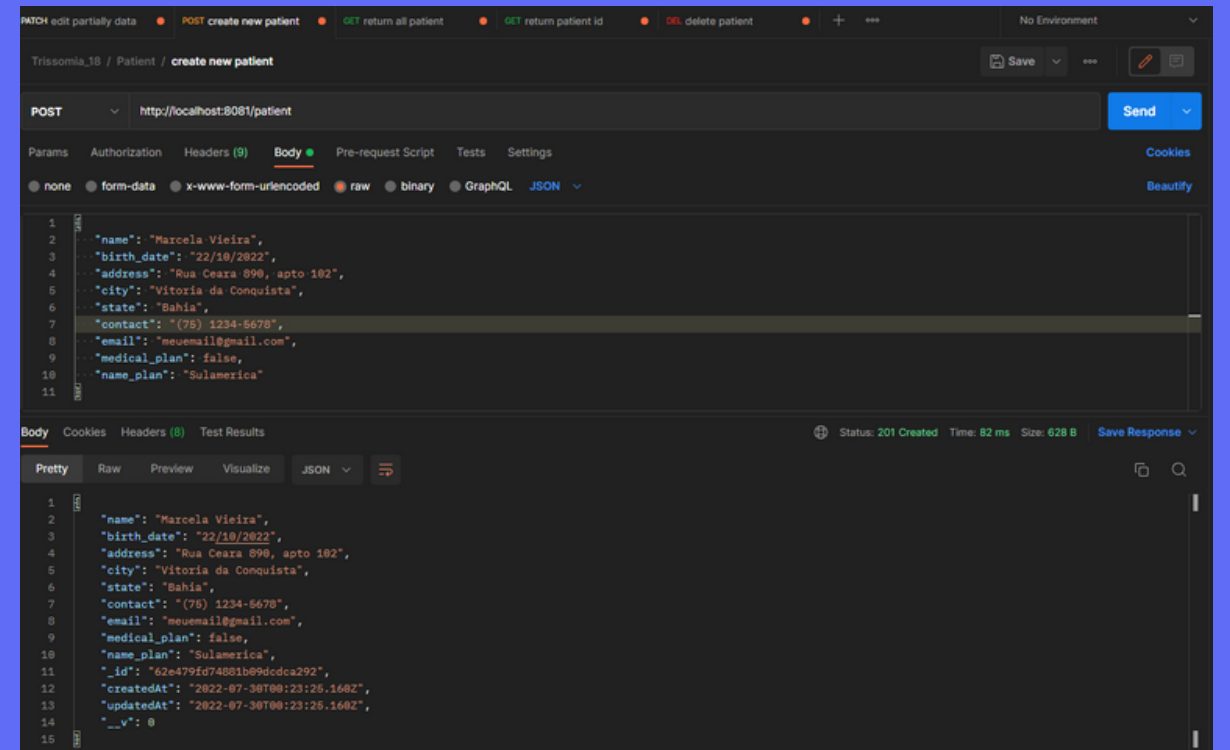 PATCH edit partially data POST create new patient GET return all patient GET return patient id DEL delete patient + ooo No Environment
Trissomia_18 / Patient / create new patient Save ooo
POST http://localhost:8081/patient Send
Params Authorization Headers (9) Body Pre-request Script Tests Settings Cookies
none form-data x-www-form-urlencoded raw binary GraphQL JSON Beautify
1 {
2 "name": "Marcela Vieira",
3 "birth_date": "22/10/2022",
4 "address": "Rua Ceara 890, apto 102",
5 "city": "Vitoria da Conquista",
6 "state": "Bahia",
7 "contact": "(75) 1234-5678",
8 "email": "meuemail@gmail.com",
9 "medical_plan": false,
10 "name_plan": "Sulamerica"
11 }
Body Cookies Headers (8) Test Results Status: 201 Created Time: 82 ms Size: 628 B Save Response
Pretty Raw Preview Visualize JSON
1 {
2 "name": "Marcela Vieira",
3 "birth_date": "22/10/2022",
4 "address": "Rua Ceara 890, apto 102",
5 "city": "Vitoria da Conquista",
6 "state": "Bahia",
7 "contact": "(75) 1234-5678",
8 "email": "meuemail@gmail.com",
9 "medical_plan": false,
10 "name_plan": "Sulamerica",
11 "_id": "62e479fd74881b09dcdca292",
12 "createdAt": "2022-07-30T00:23:25.160Z",
13 "updatedAt": "2022-07-30T00:23:25.160Z",
14 "__v": 0
15 }